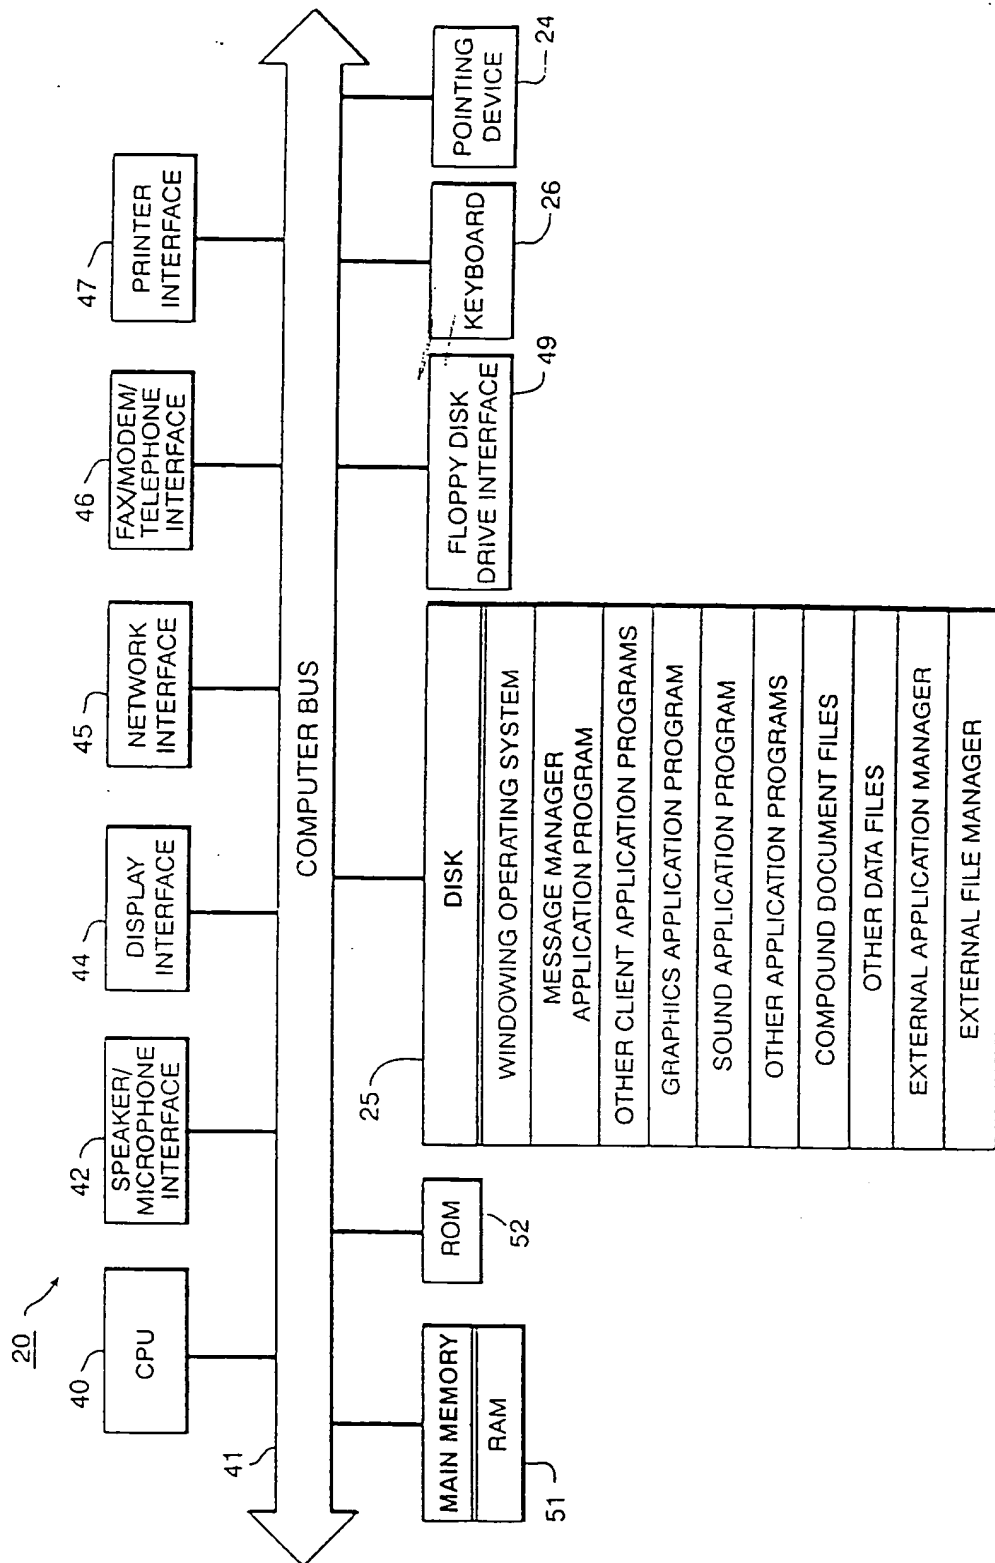 20
40
CPU
42
SPEAKER/
MICROPHONE
INTERFACE
44
DISPLAY
INTERFACE
45
NETWORK
INTERFACE
46
FAX/MODEM/
TELEPHONE
INTERFACE
47
PRINTER
INTERFACE
41
COMPUTER BUS
MAIN MEMORY
RAM
51
ROM
52
25
DISK
WINDOWING OPERATING SYSTEM
MESSAGE MANAGER
APPLICATION PROGRAM
OTHER CLIENT APPLICATION PROGRAMS
GRAPHICS APPLICATION PROGRAM
SOUND APPLICATION PROGRAM
OTHER APPLICATION PROGRAMS
COMPOUND DOCUMENT FILES
OTHER DATA FILES
EXTERNAL APPLICATION MANAGER
EXTERNAL FILE MANAGER
FLOPPY DISK
DRIVE INTERFACE
49
KEYBOARD
26
POINTING
DEVICE
24